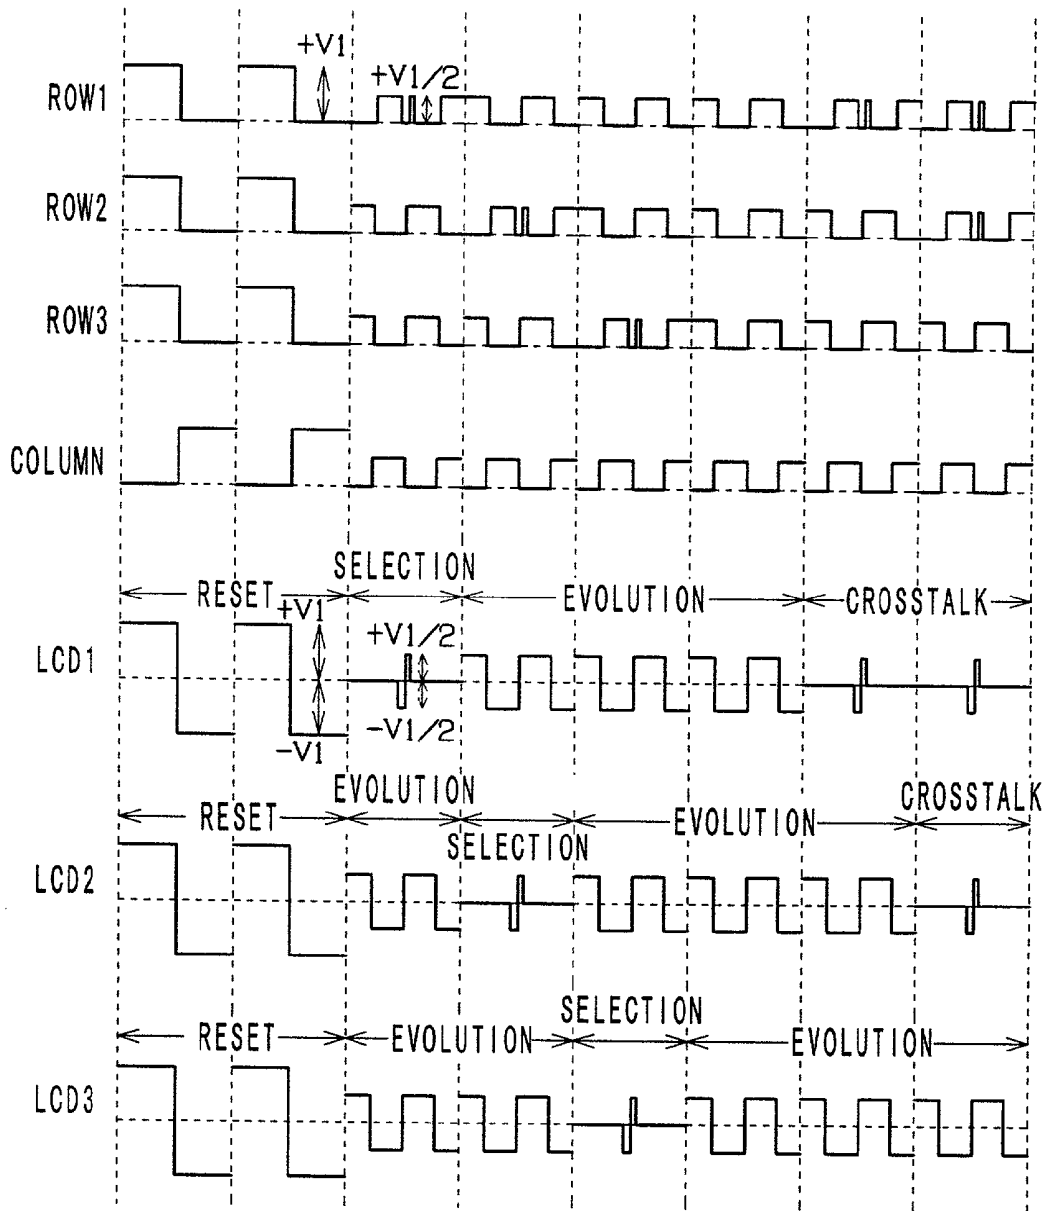 +V1
+V1/2
ROW1
ROW2
ROW3
COLUMN
SELECTION
RESET
EVOLUTION
CROSSTALK
+V1
+V1/2
LCD1
-V1/2
-V1
EVOLUTION
CROSSTALK
RESET
EVOLUTION
SELECTION
LCD2
SELECTION
RESET
EVOLUTION
EVOLUTION
LCD3